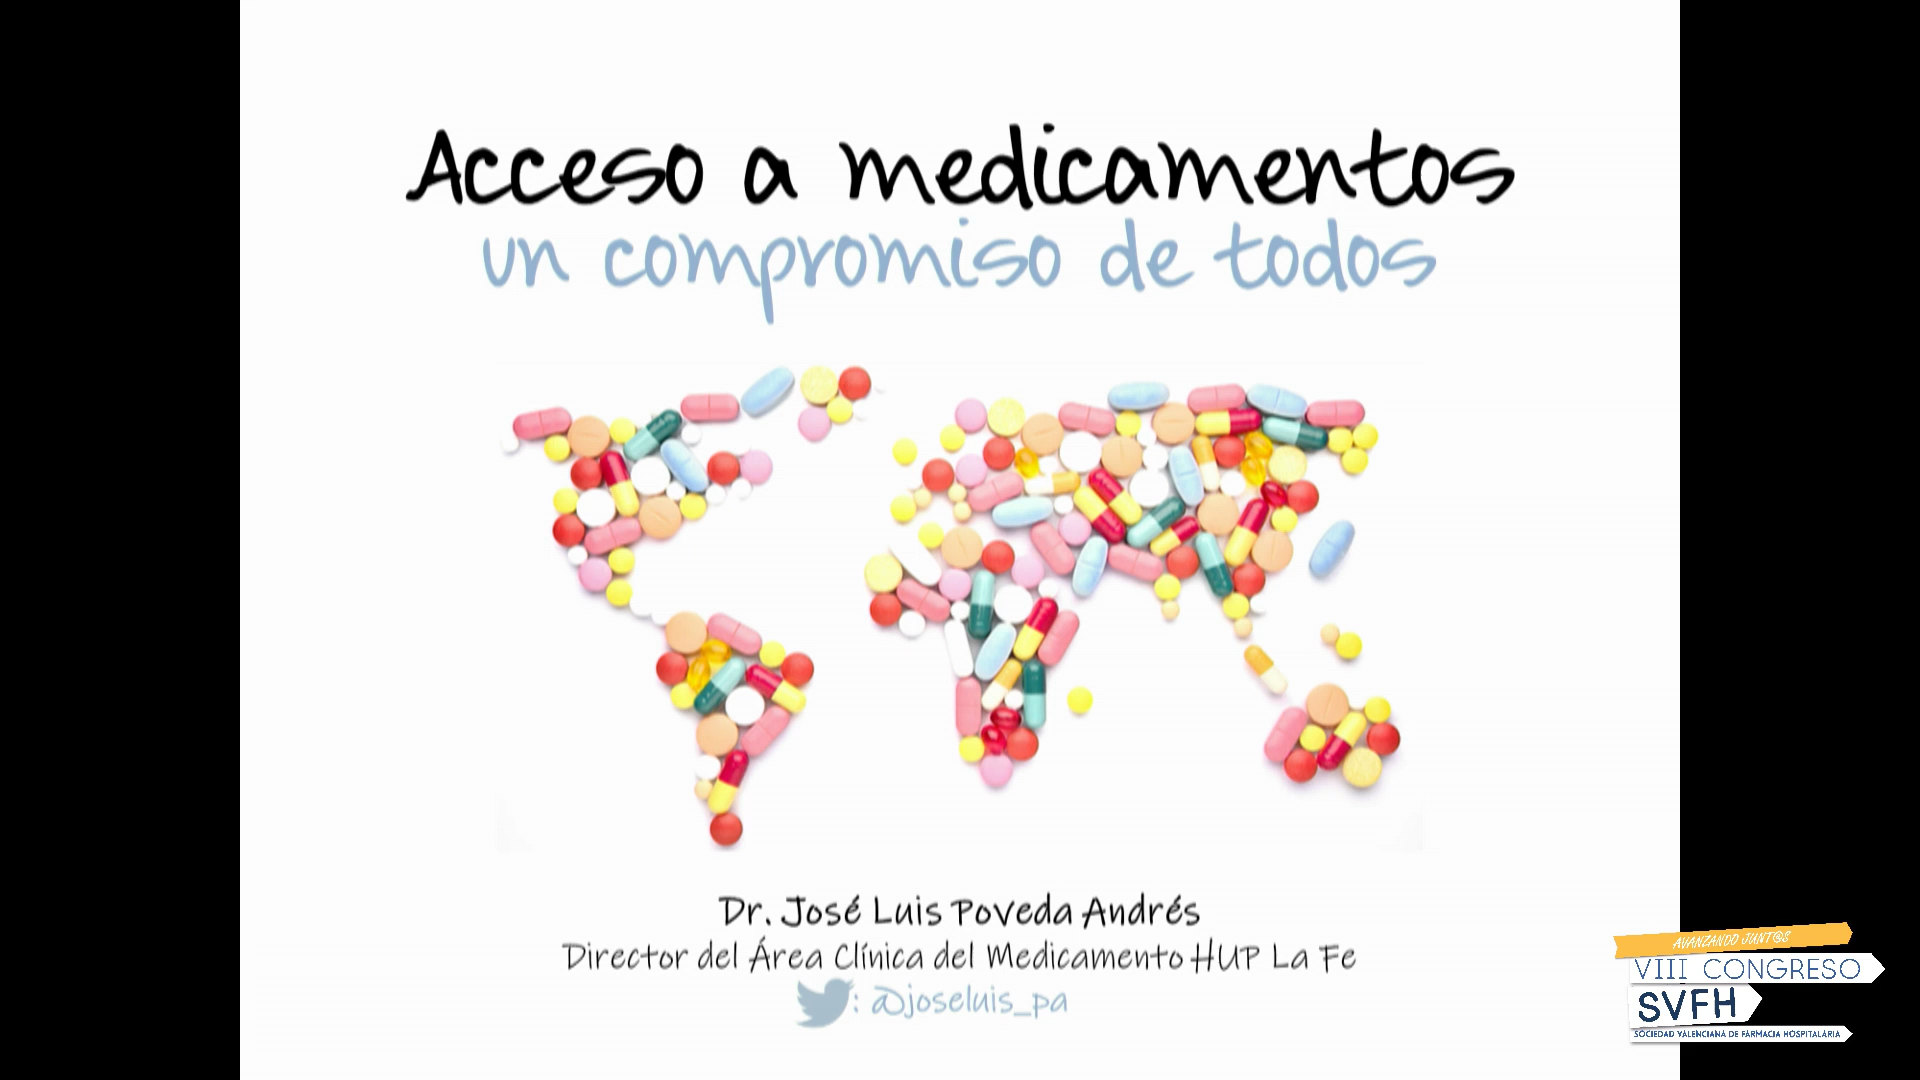 Acceso a medicamentos
un compromiso de todos
Dr. José Luis Poveda Andrés
Director del Área Clínica del Medicamento HUP La Fe
: @joseluis_pa
AVANZANDO JUNT@S
VIII CONGRESO
SVFH
SOCIEDAD VALENCIANA DE FARMACIA HOSPITALARIA